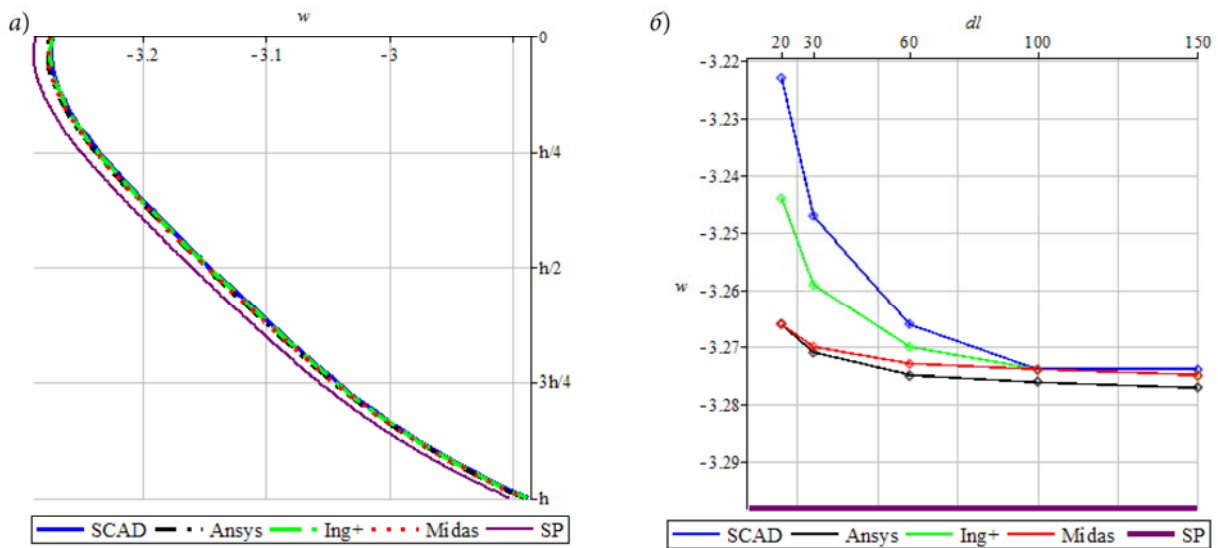 а)
w
-3.2
-3.1
-3
0
h/4
h/2
3h/4
h
SCAD Ansys Ing+ Midas SP
б)
dl
20 30 60 100 150
-3.22
-3.23
-3.24
-3.25
-3.26
w
-3.27
-3.28
-3.29
SCAD Ansys Ing+ Midas SP